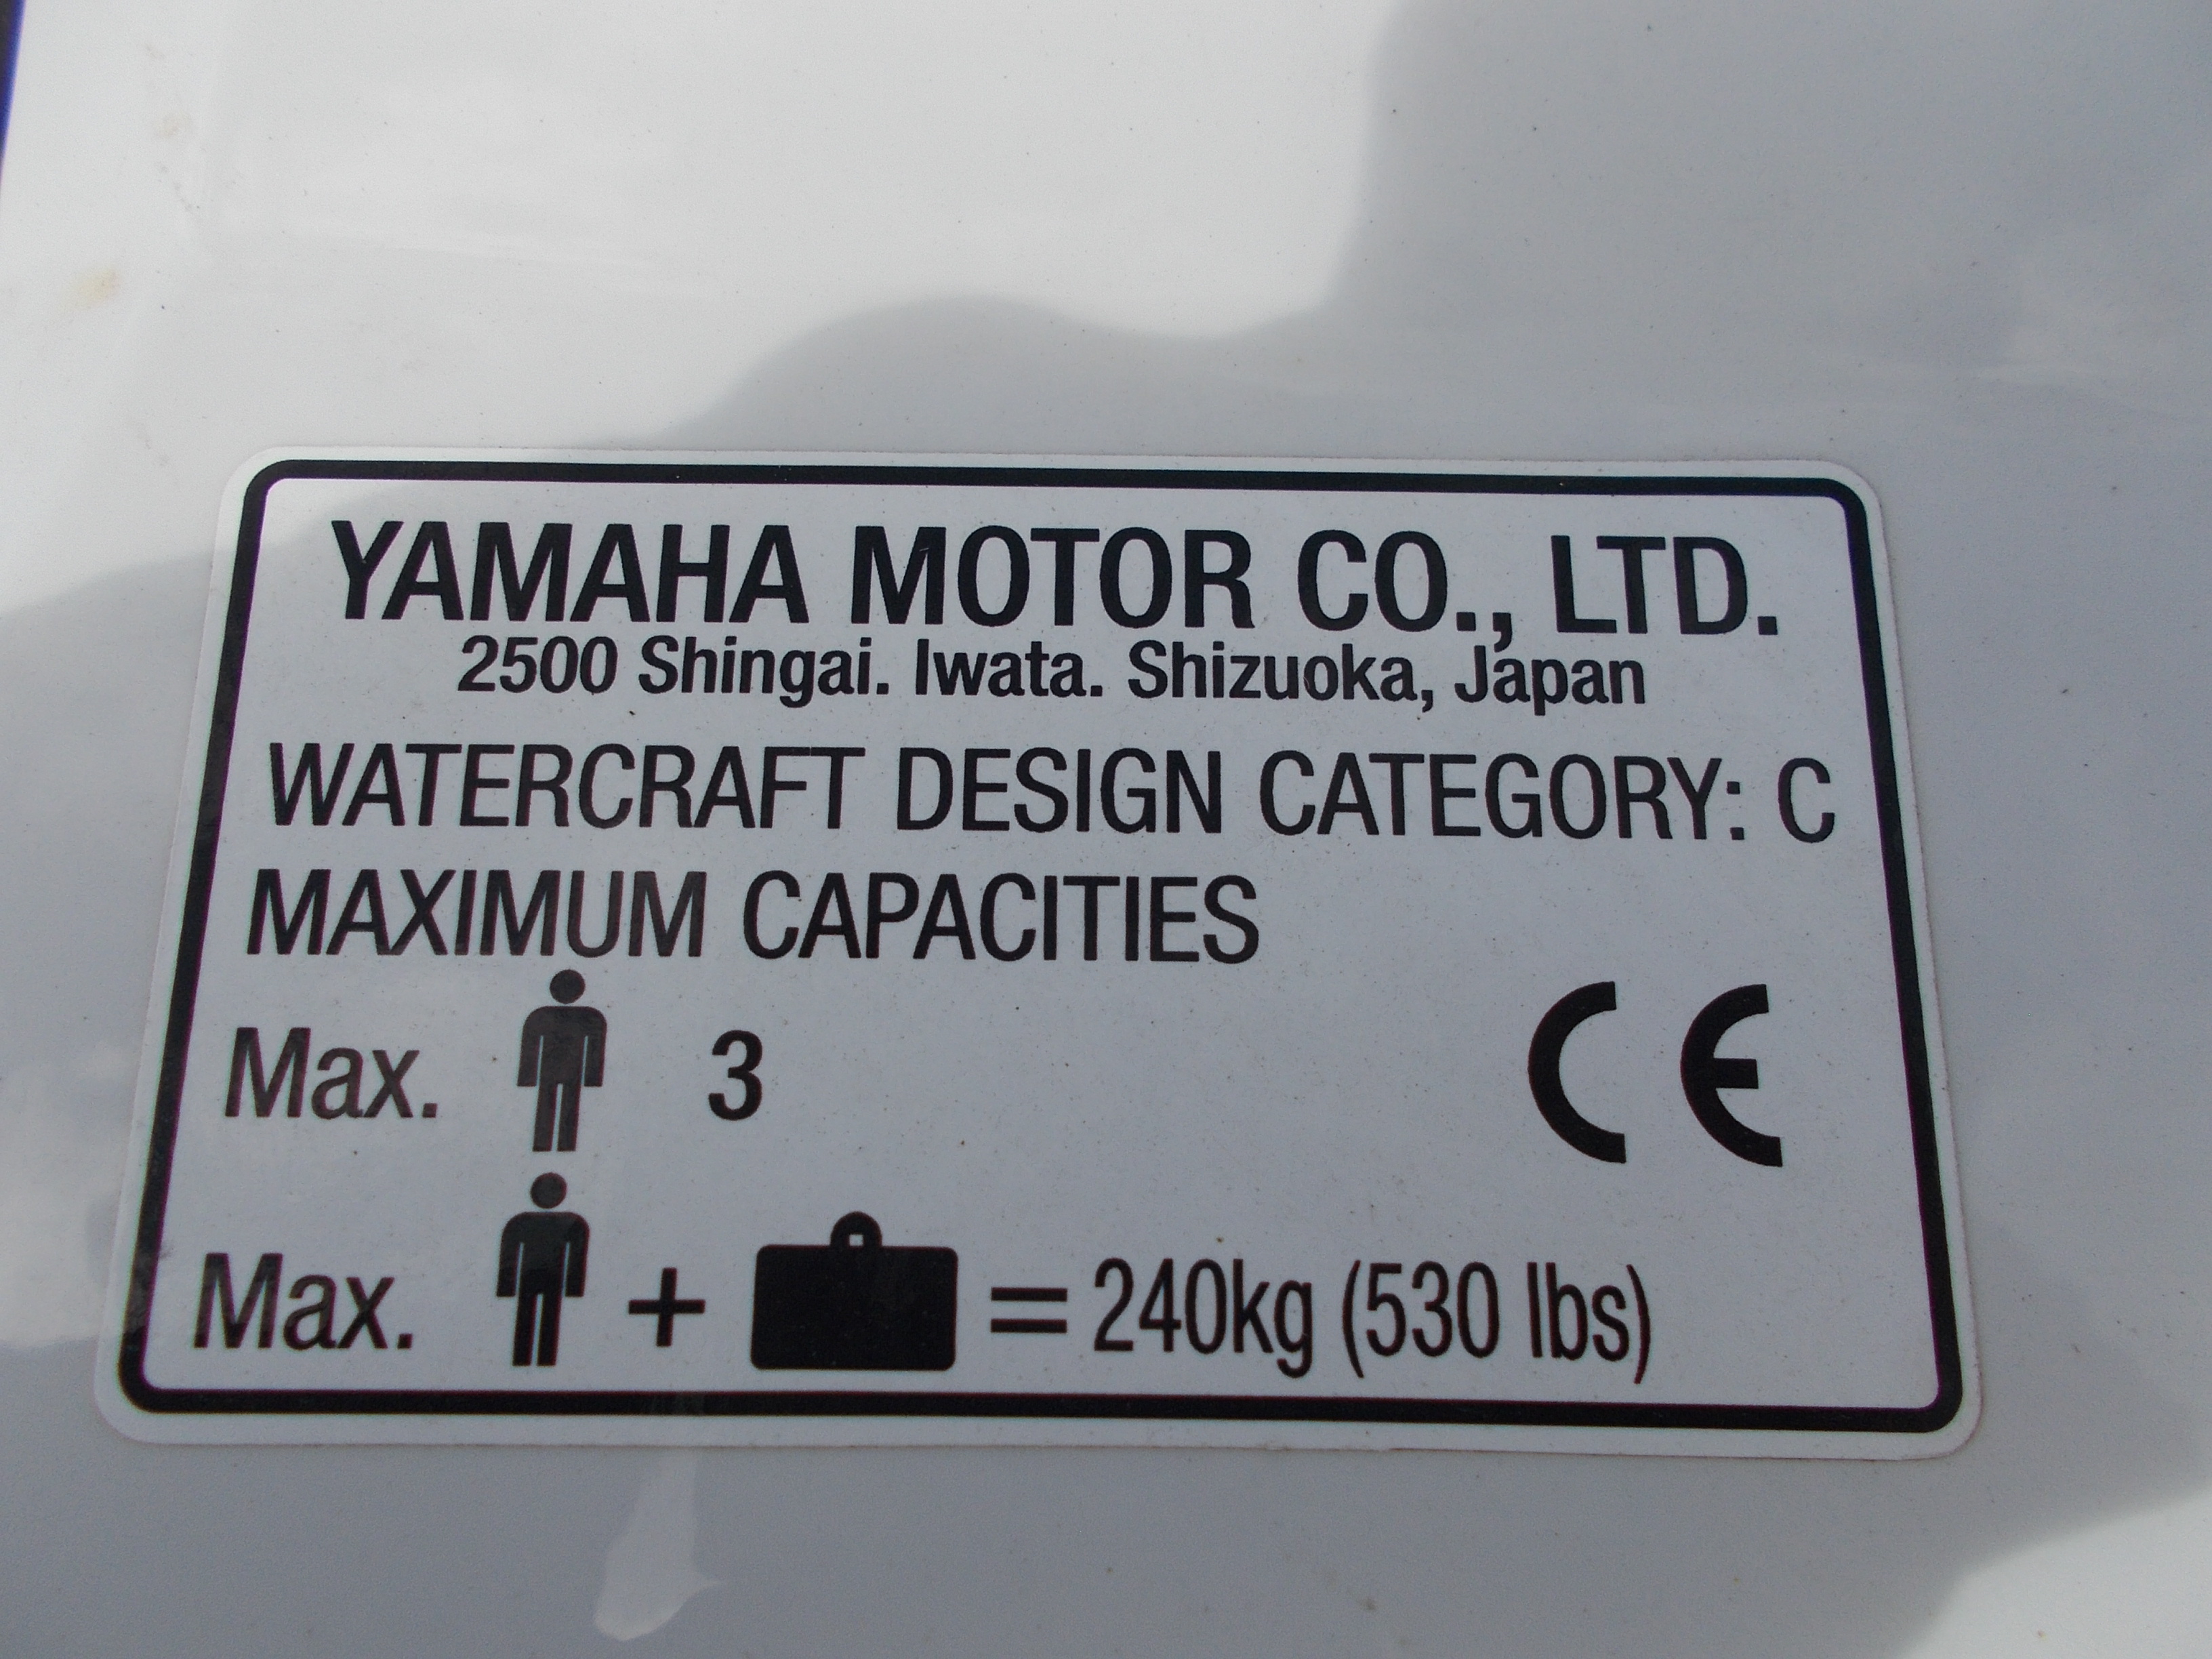 YAMAHA MOTOR CO., LTD.
2500 Shingai. Iwata. Shizuoka, Japan
WATERCRAFT DESIGN CATEGORY: C
MAXIMUM CAPACITIES
Max. 3
CE
Max. + = 240kg (530 lbs)